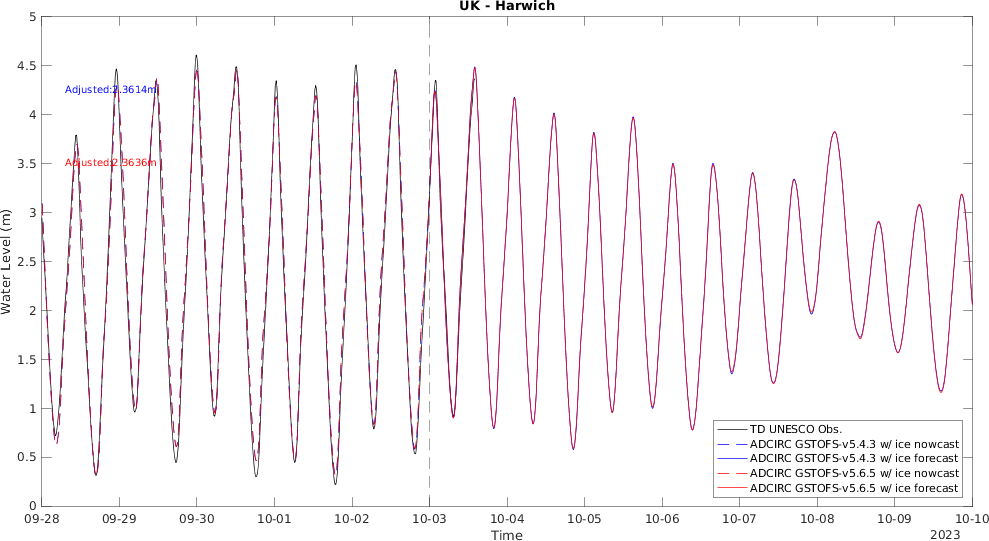 UK - Harwich
5
4.5
4
3.5
3
2.5
2
1.5
1
0.5
0
Water Level (m)
Adjusted:2.3614m
Adjusted:2.3636m
TD UNESCO Obs.
ADCIRC GSTOFS-v5.4.3 w/ ice nowcast
ADCIRC GSTOFS-v5.4.3 w/ ice forecast
ADCIRC GSTOFS-v5.6.5 w/ ice nowcast
ADCIRC GSTOFS-v5.6.5 w/ ice forecast
09-28 09-29 09-30 10-01 10-02 10-03 10-04 10-05 10-06 10-07 10-08 10-09 10-10
Time
2023